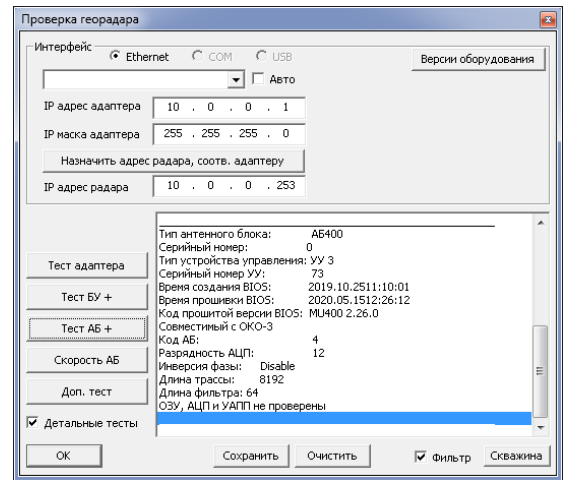 Проверка георадара
Интерфейс
Ethernet COM USB
Версии оборудования
Авто
IP адрес адаптера 10 . 0 . 0 . 1
IP маска адаптера 255 . 255 . 255 . 0
Назначить адрес радара, соотв. адаптеру
IP адрес радара 10 . 0 . 0 . 253
Тип антенного блока: АБ400
Серийный номер: 0
Тип устройства управления: УУ 3
Серийный номер УУ: 73
Время создания BIOS: 2019.10.2511:10:01
Время прошивки BIOS: 2020.05.1512:26:12
Код прошитой версии BIOS: MU400 2.26.0
Совместимый с ОКО-3
Код АБ: 4
Разрядность АЦП: 12
Инверсия фазы: Disable
Длина трассы: 8192
Длина фильтра: 64
ОЗУ, АЦП и УАПП не проверены
Тест адаптера
Тест БУ +
Тест АБ +
Скорость АБ
Доп. тест
Детальные тесты
ОК
Сохранить
Очистить
Фильтр
Скважина